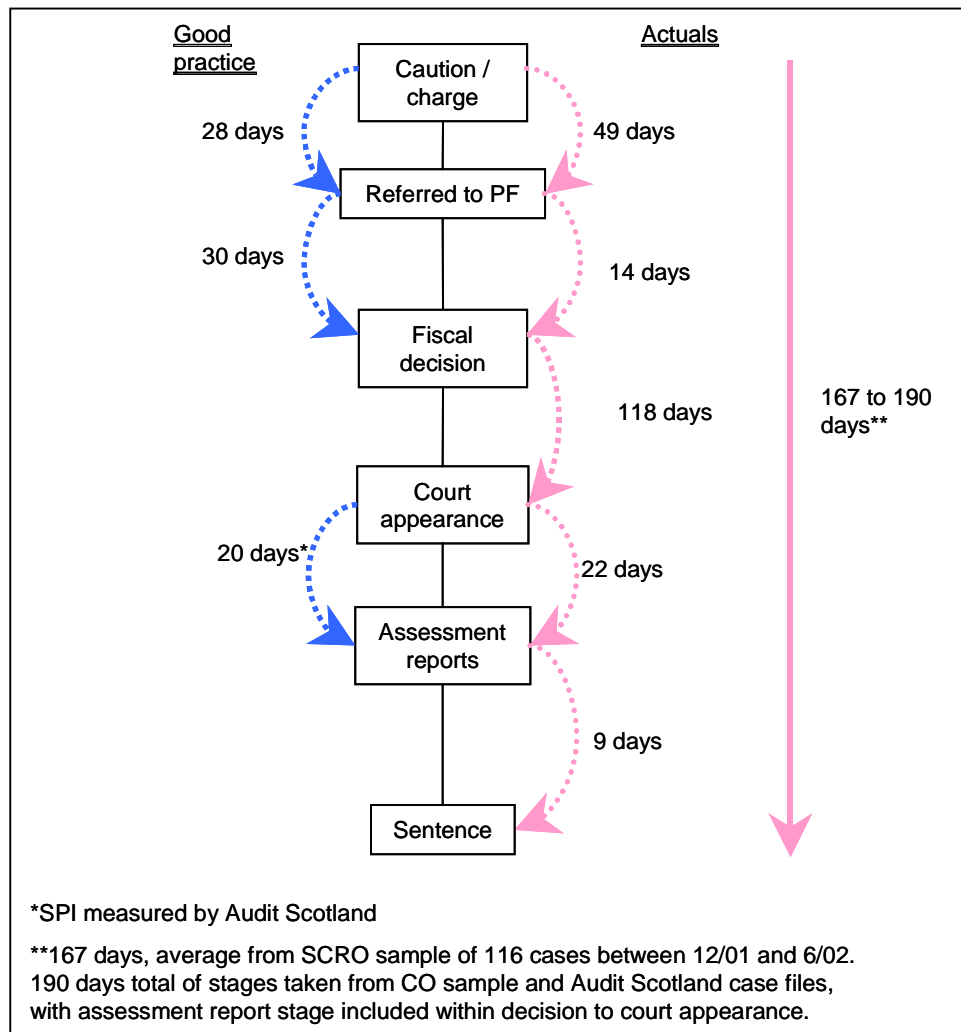 Good
practice
Actuals
Caution /
charge
28 days
49 days
Referred to PF
30 days
14 days
Fiscal
decision
118 days
167 to 190
days**
Court
appearance
20 days*
22 days
Assessment
reports
9 days
Sentence
*SPI measured by Audit Scotland
**167 days, average from SCRO sample of 116 cases between 12/01 and 6/02.
190 days total of stages taken from CO sample and Audit Scotland case files,
with assessment report stage included within decision to court appearance.